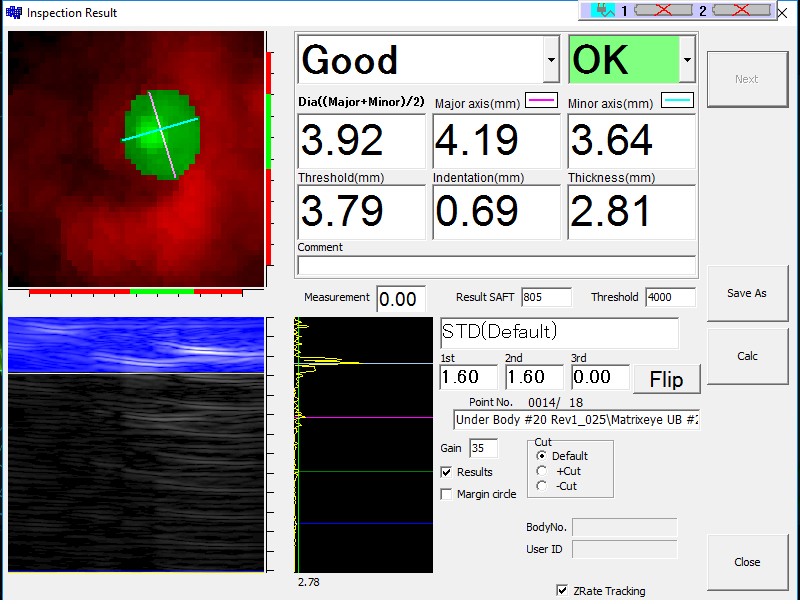 Inspection Result
1 2
Good OK
Next
Dia((Major+Minor)/2) Major axis(mm) Minor axis(mm)
3.92 4.19 3.64
Threshold(mm) Indentation(mm) Thickness(mm)
3.79 0.69 2.81
Comment
Measurement 0.00 Result SAFT 805 Threshold 4000
Save As
STD(Default)
1st 2nd 3rd
1.60 1.60 0.00 Flip
Calc
Point No. 0014/ 18
Under Body #20 Rev1_025\Matrixeye UB #2
Gain 35
Cut
Default
Results
+Cut
-Cut
Margin circle
BodyNo.
User ID
Close
2.78
ZRate Tracking